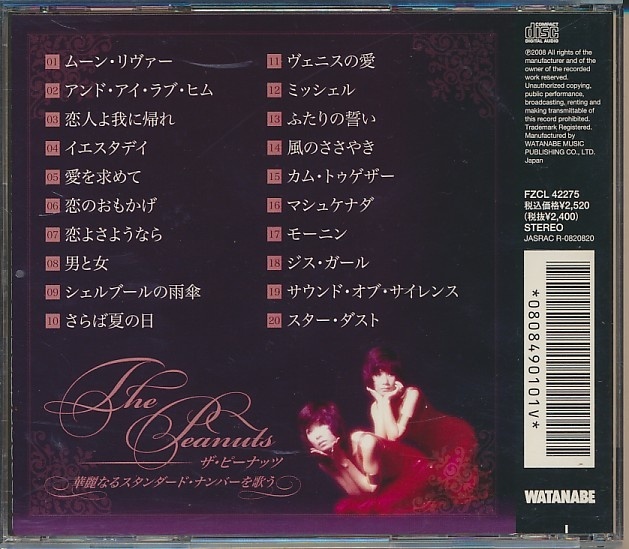 01 ムーン・リヴァー
02 アンド・アイ・ラブ・ヒム
03 恋人よ我に帰れ
04 イエスタデイ
05 愛を求めて
06 恋のおもかげ
07 恋よさようなら
08 男と女
09 シェルブールの雨傘
10 さらば夏の日
11 ヴェニスの愛
12 ミッシェル
13 ふたりの誓い
14 風のささやき
15 カム・トゥゲザー
16 マシュケナダ
17 モーニン
18 ジス・ガール
19 サウンド・オブ・サイレンス
20 スター・ダスト
The
Peanuts
ザ・ピーナッツ
華麗なるスタンダード・ナンバーを歌う
COMPACT
disc
DIGITAL AUDIO
℗2008 All rights of the
manufacturer and of the
owner of the recorded
work reserved.
Unauthorized copying,
public performance,
broadcasting, renting and
making transmittable of
this record prohibited.
Trademark Registered.
Manufactured by
WATANABE MUSIC
PUBLISHING CO., LTD.
Japan
FZCL 42275
税込価格¥2,520
(税抜¥2,400)
STEREO
JASRAC R-0820820
*0808490101V*
WATANABE